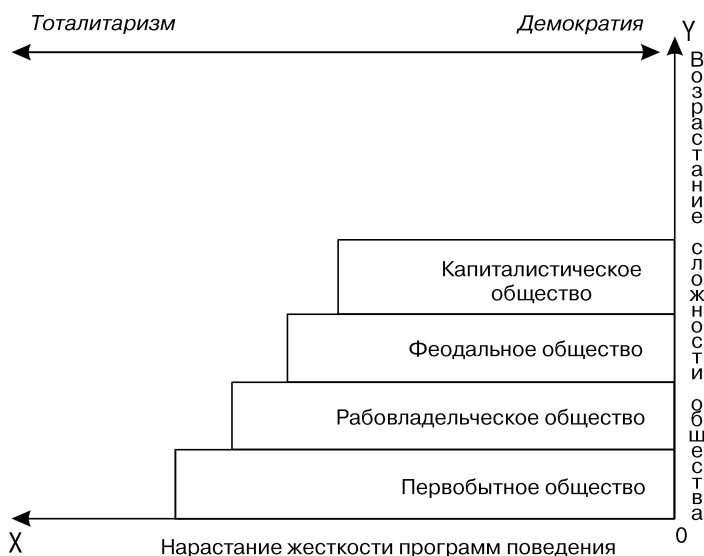 Тоталитаризм
Демократия
Y
Возрастание сложности общества
Капиталистическое
общество
Феодальное общество
Рабовладельческое общество
Первобытное общество
0
X
Нарастание жесткости программ поведения